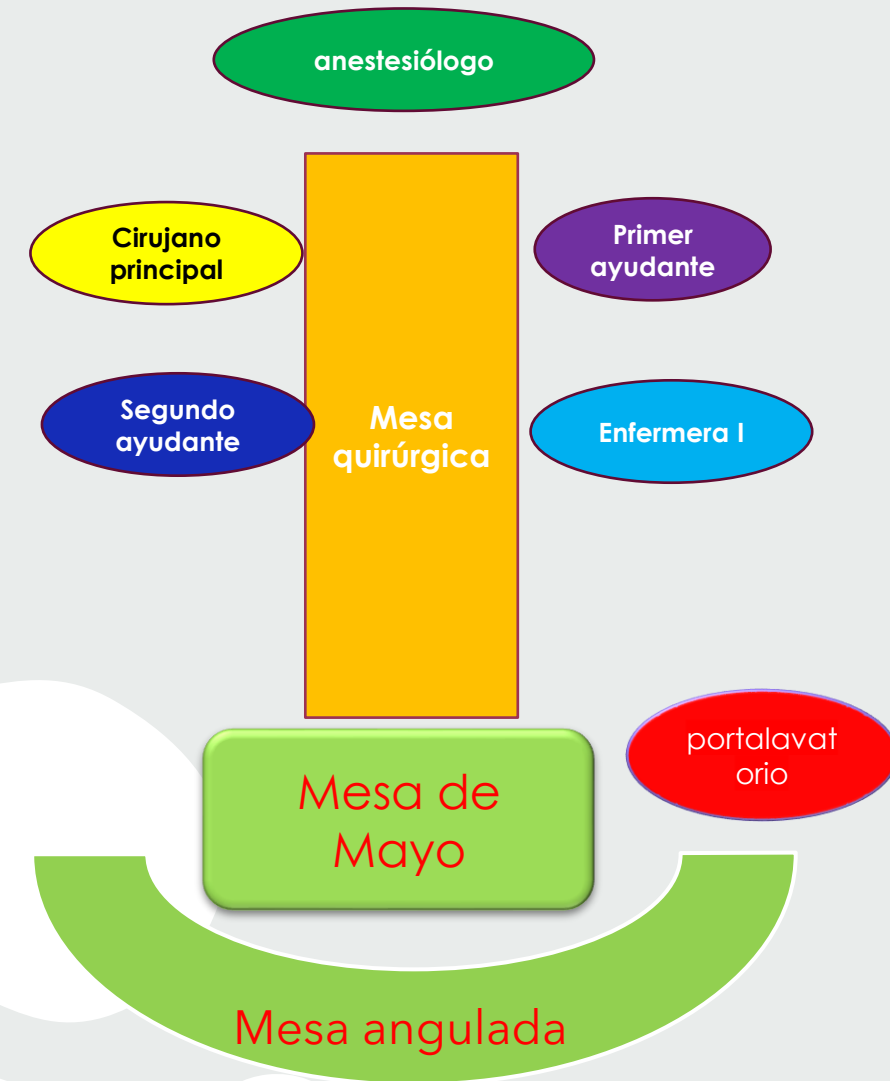 anestesiólogo
Cirujano
principal
Primer
ayudante
Segundo
ayudante
Mesa
quirúrgica
Enfermera I
portalavat
orio
Mesa de
Mayo
Mesa angulada